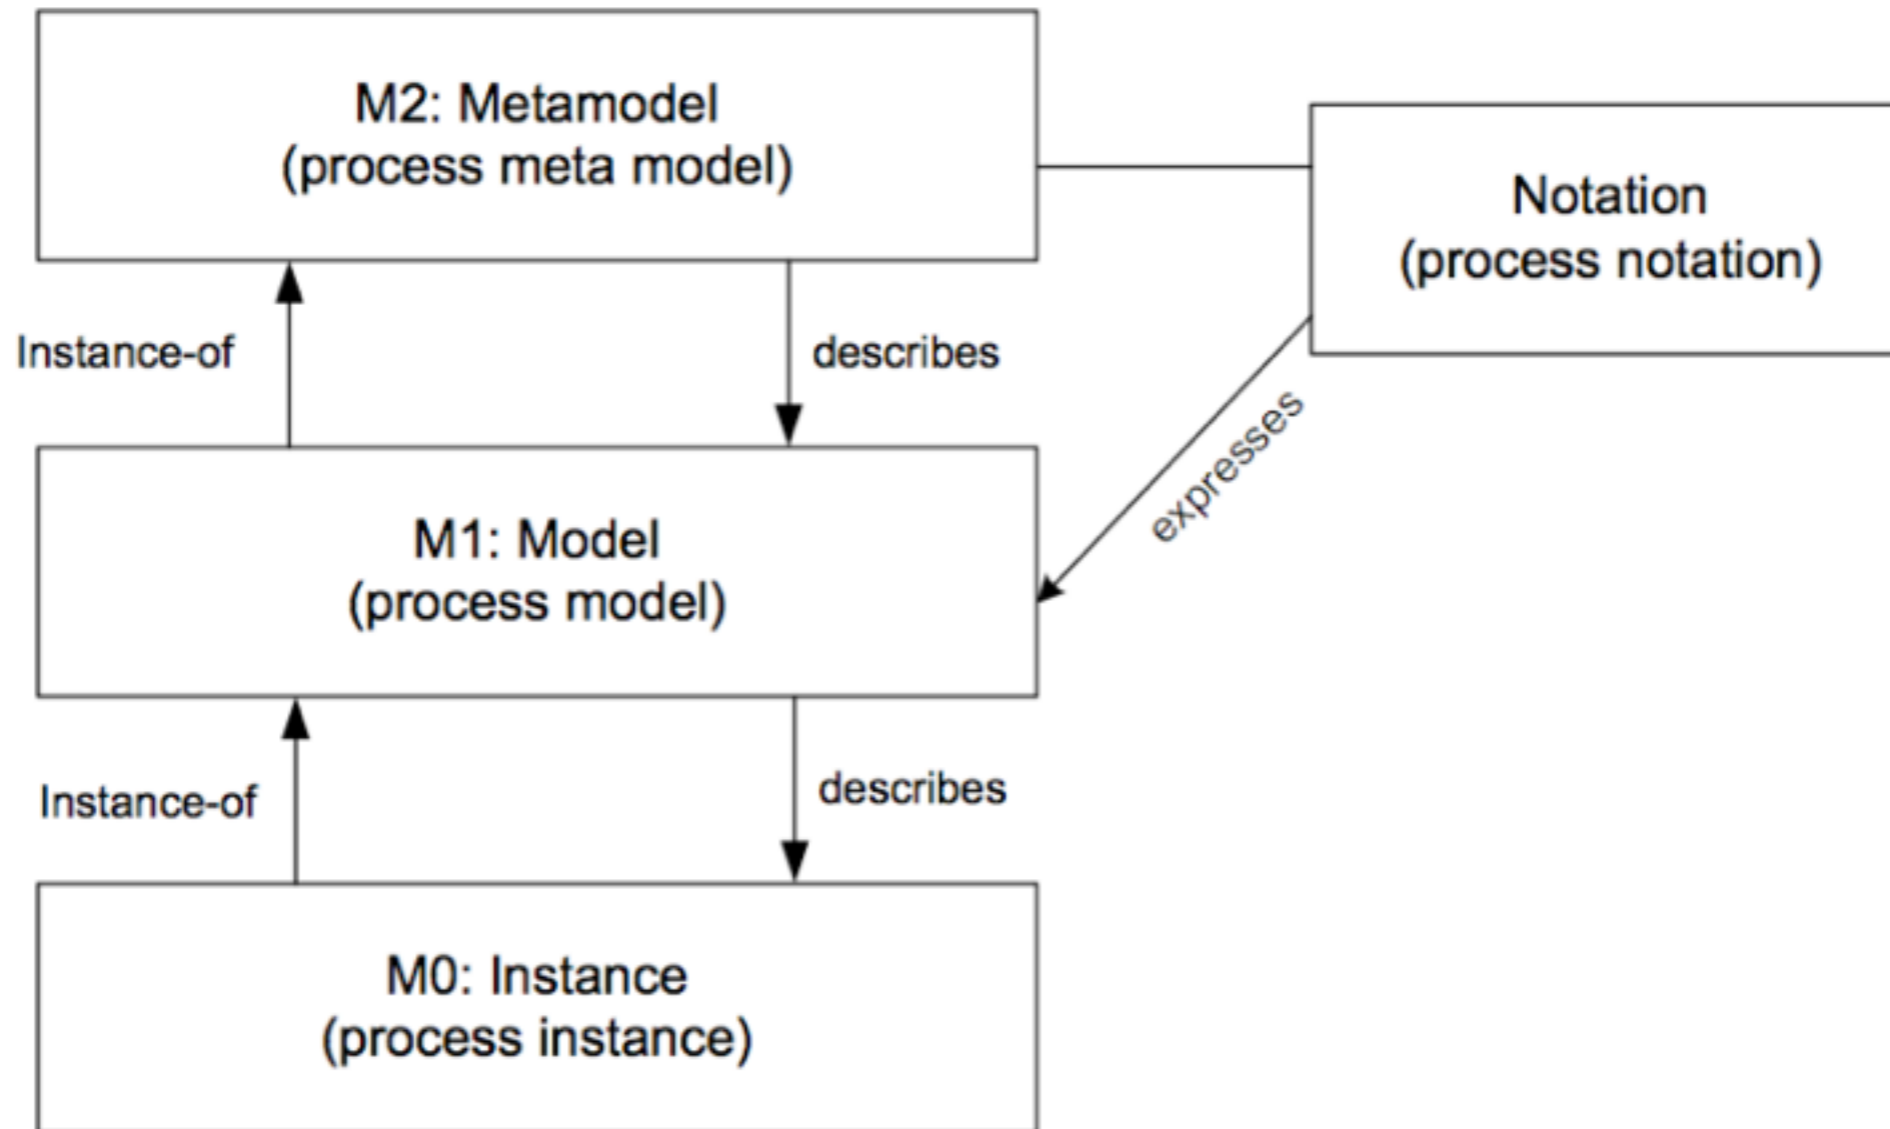 M2: Metamodel
(process meta model)
Notation
(process notation)
Instance-of
describes
expresses
M1: Model
(process model)
Instance-of
describes
M0: Instance
(process instance)